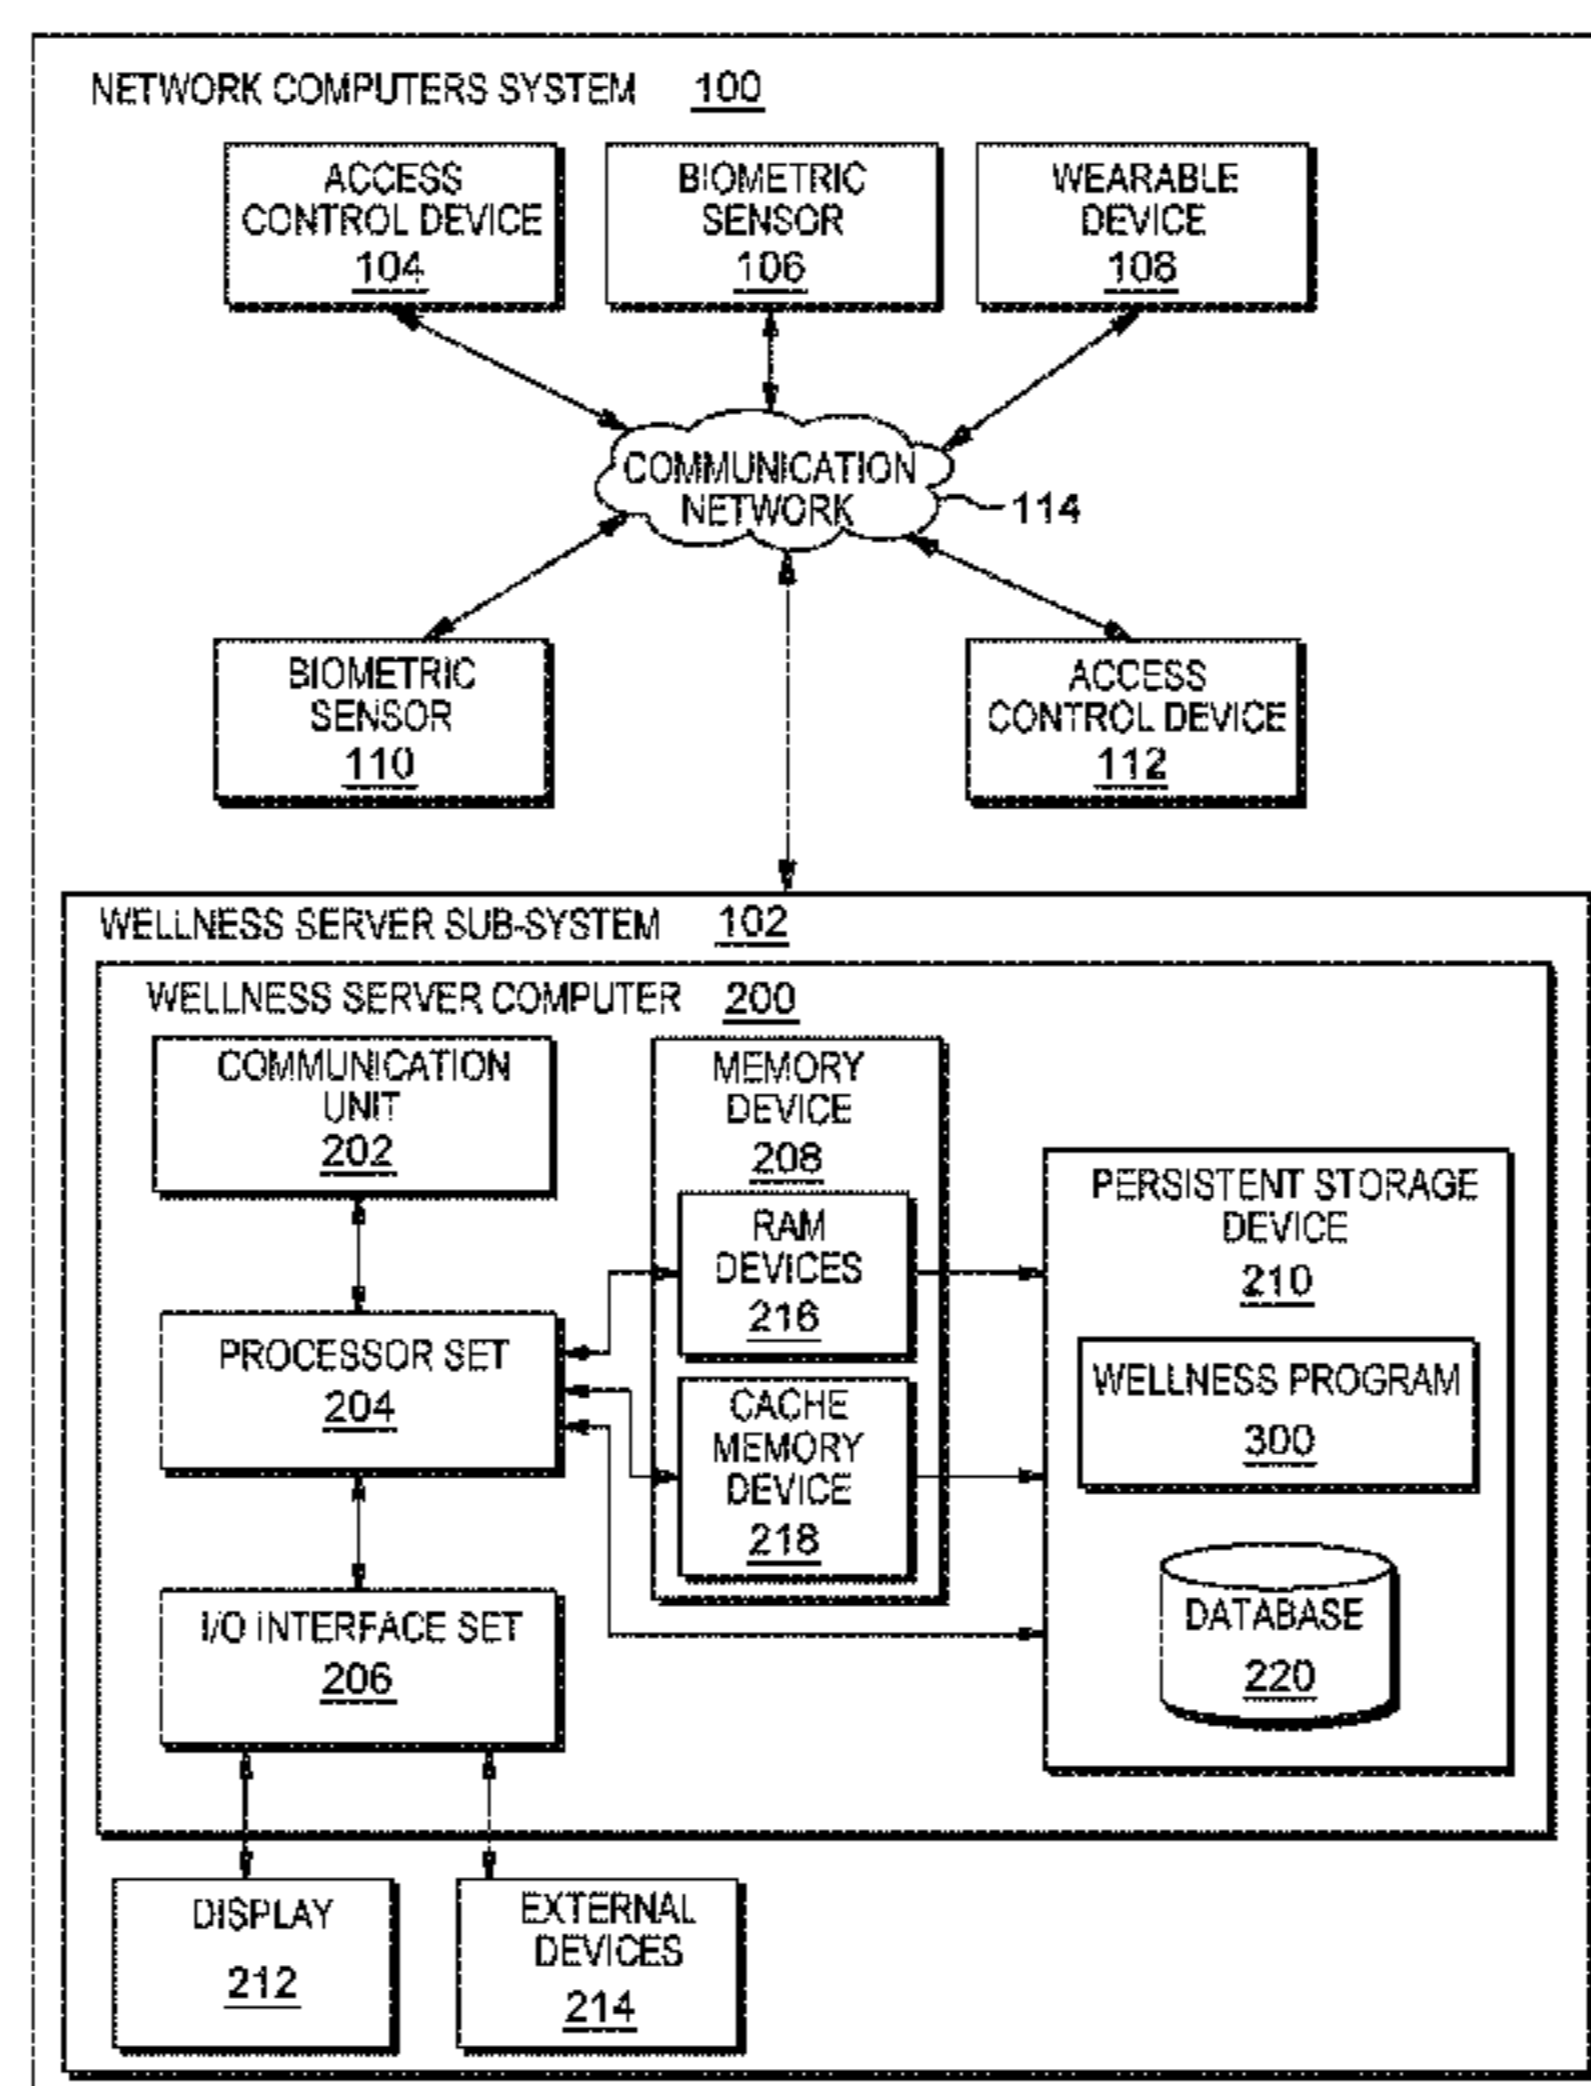 NETWORK COMPUTERS SYSTEM 100
ACCESS
CONTROL DEVICE
104
BIOMETRIC
SENSOR
106
WEARABLE
DEVICE
108
COMMUNICATION
NETWORK
114
BIOMETRIC
SENSOR
110
ACCESS
CONTROL DEVICE
112
WELLNESS SERVER SUB-SYSTEM 102
WELLNESS SERVER COMPUTER 200
COMMUNICATION
UNIT
202
MEMORY
DEVICE
208
RAM
DEVICES
216
PERSISTENT STORAGE
DEVICE
210
PROCESSOR SET
204
CACHE
MEMORY
DEVICE
218
WELLNESS PROGRAM
300
I/O INTERFACE SET
206
DATABASE
220
DISPLAY
212
EXTERNAL
DEVICES
214